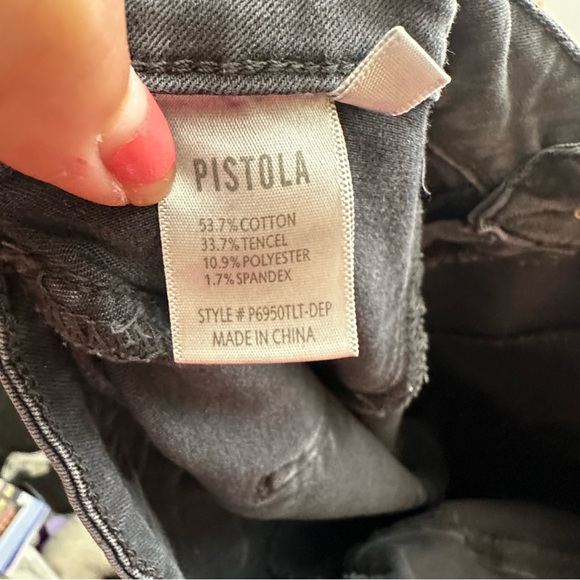 PISTOLA
53.7% COTTON
33.7% TENCEL
10.9% POLYESTER
1.7% SPANDEX
STYLE # P6950TLT-DEP
MADE IN CHINA